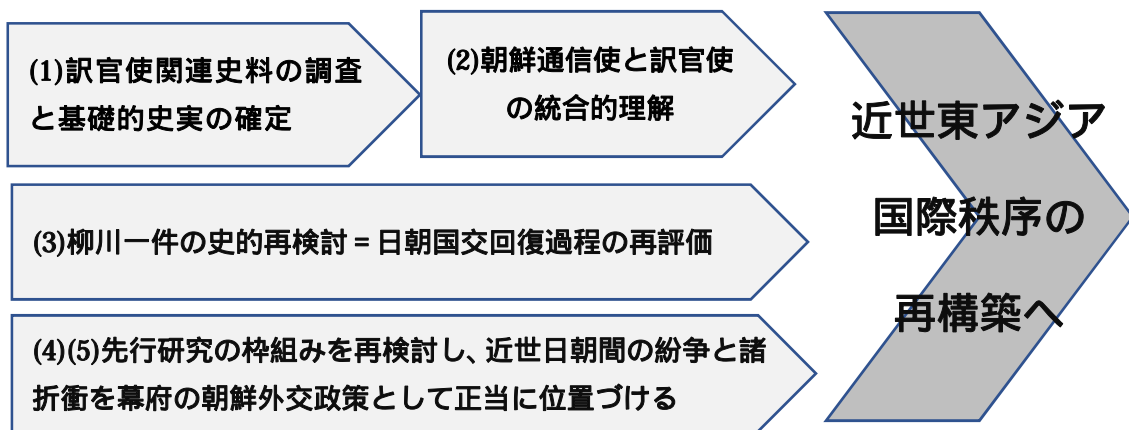 (1)訳官使関連史料の調査
と基礎的史実の確定
(2)朝鮮通信使と訳官使
の統合的理解
(3)柳川一件の史的再検討 = 日朝国交回復過程の再評価
(4)(5)先行研究の枠組みを再検討し、近世日朝間の紛争と諸
折衝を幕府の朝鮮外交政策として正当に位置づける
近世東アジア
国際秩序の
再構築へ